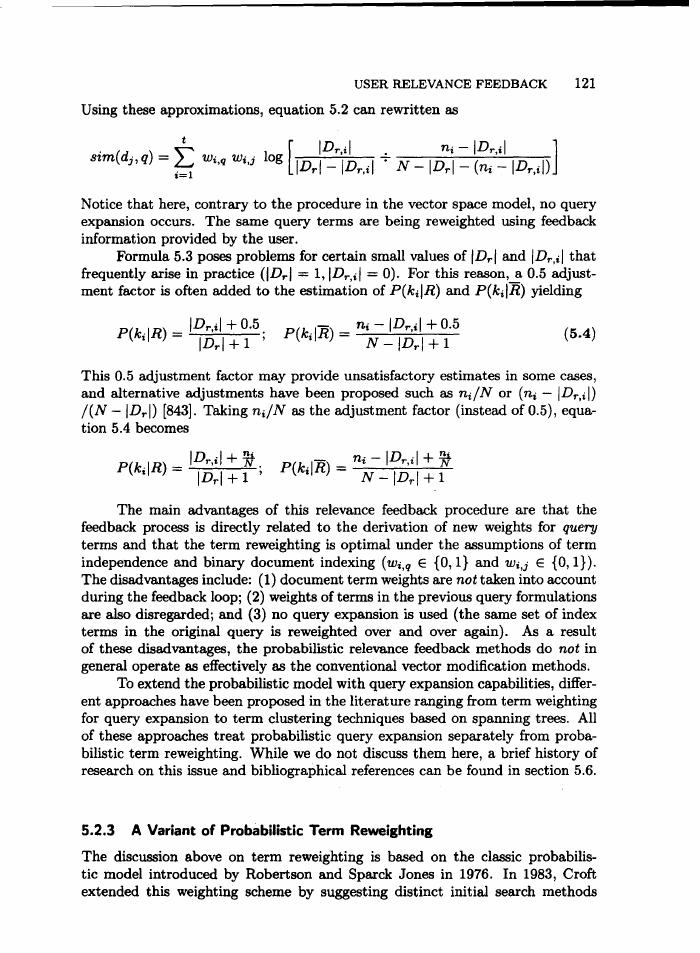 USER RELEVANCE FEEDBACK 121
Using these approximations, equation 5.2 can rewritten as
sim(d_j, q) = \sum_{i=1}^{t} w_{i,q} w_{i,j} log [ |D_{r,i}| / (|D_r| − |D_{r,i}|) ÷ (n_i − |D_{r,i}|) / (N − |D_r| − (n_i − |D_{r,i}|)) ]
Notice that here, contrary to the procedure in the vector space model, no query
expansion occurs. The same query terms are being reweighted using feedback
information provided by the user.
Formula 5.3 poses problems for certain small values of |D_r| and |D_{r,i}| that
frequently arise in practice (|D_r| = 1, |D_{r,i}| = 0). For this reason, a 0.5 adjust-
ment factor is often added to the estimation of P(k_i|R) and P(k_i|\overline{R}) yielding
P(k_i|R) = (|D_{r,i}| + 0.5) / (|D_r| + 1); P(k_i|\overline{R}) = (n_i − |D_{r,i}| + 0.5) / (N − |D_r| + 1) (5.4)
This 0.5 adjustment factor may provide unsatisfactory estimates in some cases,
and alternative adjustments have been proposed such as n_i/N or (n_i − |D_{r,i}|)
/(N − |D_r|) [843]. Taking n_i/N as the adjustment factor (instead of 0.5), equa-
tion 5.4 becomes
P(k_i|R) = (|D_{r,i}| + n_i/N) / (|D_r| + 1); P(k_i|\overline{R}) = (n_i − |D_{r,i}| + n_i/N) / (N − |D_r| + 1)
The main advantages of this relevance feedback procedure are that the
feedback process is directly related to the derivation of new weights for query
terms and that the term reweighting is optimal under the assumptions of term
independence and binary document indexing (w_{i,q} ∈ {0,1} and w_{i,j} ∈ {0,1}).
The disadvantages include: (1) document term weights are not taken into account
during the feedback loop; (2) weights of terms in the previous query formulations
are also disregarded; and (3) no query expansion is used (the same set of index
terms in the original query is reweighted over and over again). As a result
of these disadvantages, the probabilistic relevance feedback methods do not in
general operate as effectively as the conventional vector modification methods.
To extend the probabilistic model with query expansion capabilities, differ-
ent approaches have been proposed in the literature ranging from term weighting
for query expansion to term clustering techniques based on spanning trees. All
of these approaches treat probabilistic query expansion separately from proba-
bilistic term reweighting. While we do not discuss them here, a brief history of
research on this issue and bibliographical references can be found in section 5.6.
5.2.3 A Variant of Probabilistic Term Reweighting
The discussion above on term reweighting is based on the classic probabilis-
tic model introduced by Robertson and Sparck Jones in 1976. In 1983, Croft
extended this weighting scheme by suggesting distinct initial search methods